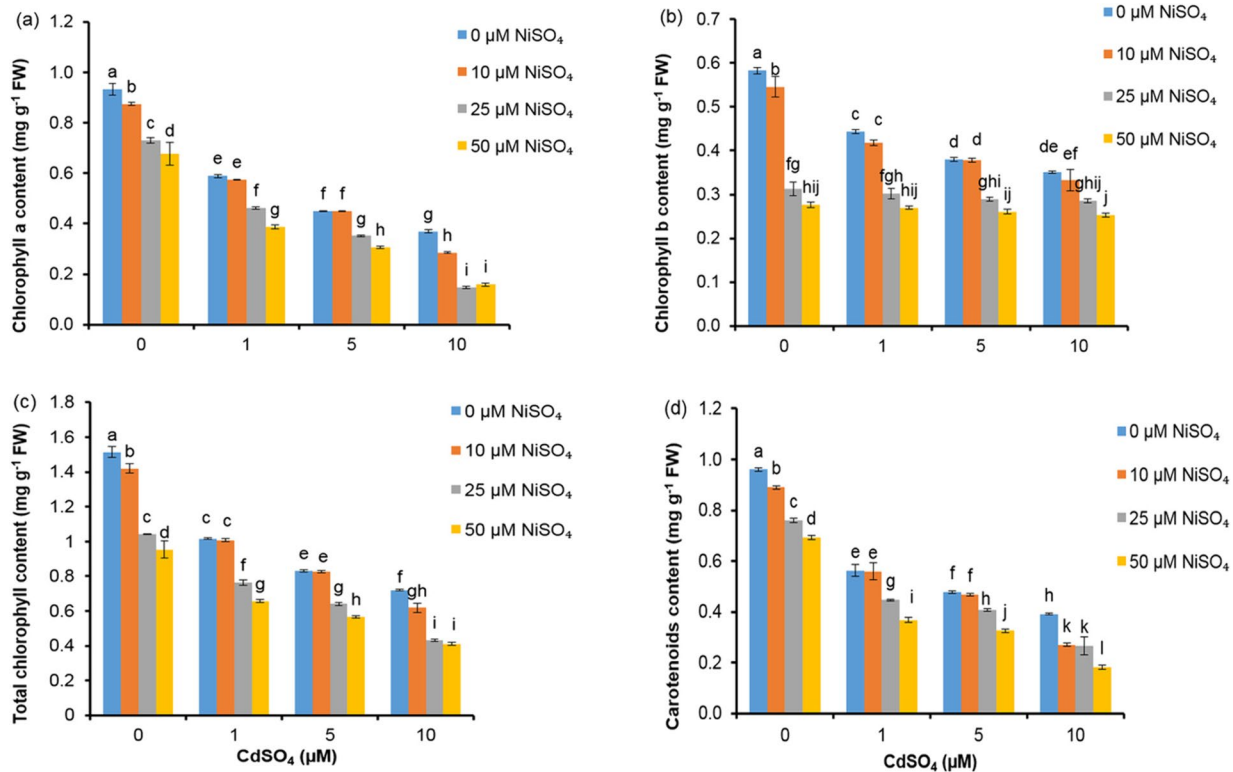 (a)
Chlorophyll a content (mg g⁻¹ FW)
1.2
1.0
0.8
0.6
0.4
0.2
0.0
a b c d
e e f g
f f g h
g h i i
0 1 5 10
0 µM NiSO₄
10 µM NiSO₄
25 µM NiSO₄
50 µM NiSO₄
(b)
Chlorophyll b content (mg g⁻¹ FW)
0.7
0.6
0.5
0.4
0.3
0.2
0.1
0.0
a b fg hij
c c fgh hij
d d ghi ij
de ef ghij j
0 1 5 10
0 µM NiSO₄
10 µM NiSO₄
25 µM NiSO₄
50 µM NiSO₄
(c)
Total chlorophyll content (mg g⁻¹ FW)
1.8
1.6
1.4
1.2
1
0.8
0.6
0.4
0.2
0
a b c d
c c f g
e e g h
f gh i i
0 1 5 10
CdSO₄ (µM)
0 µM NiSO₄
10 µM NiSO₄
25 µM NiSO₄
50 µM NiSO₄
(d)
Carotenoids content (mg g⁻¹ FW)
1.2
1.0
0.8
0.6
0.4
0.2
0.0
a b c d
e e g i
f f h j
h k k l
0 1 5 10
CdSO₄ (µM)
0 µM NiSO₄
10 µM NiSO₄
25 µM NiSO₄
50 µM NiSO₄